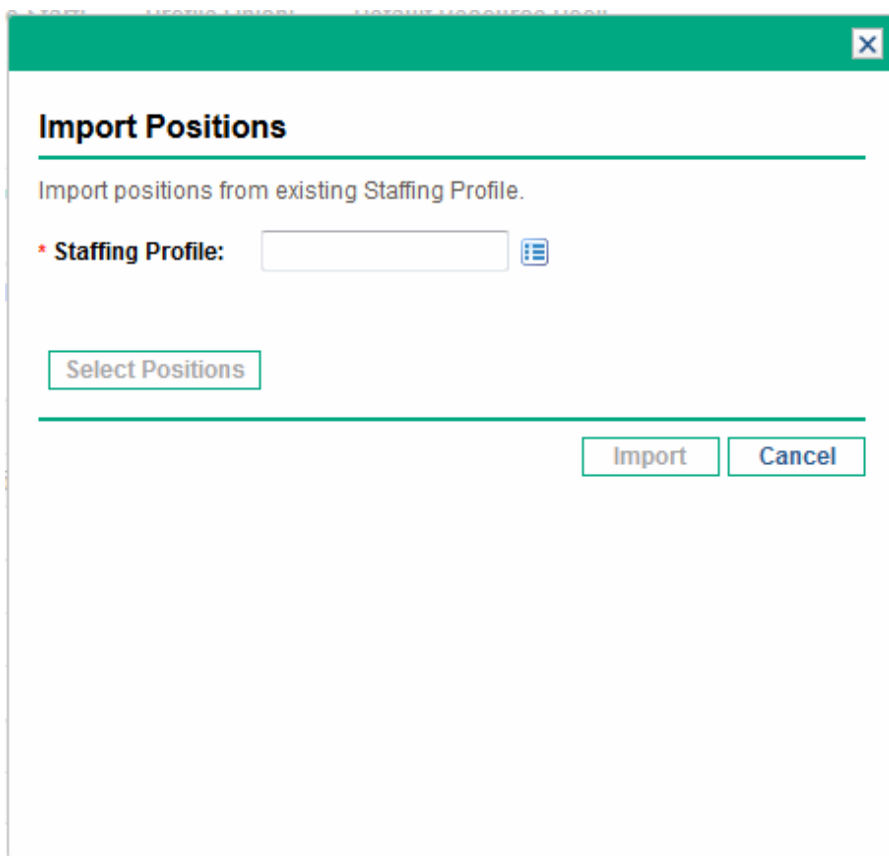 Import Positions
Import positions from existing Staffing Profile.
* Staffing Profile:
Select Positions
Import Cancel